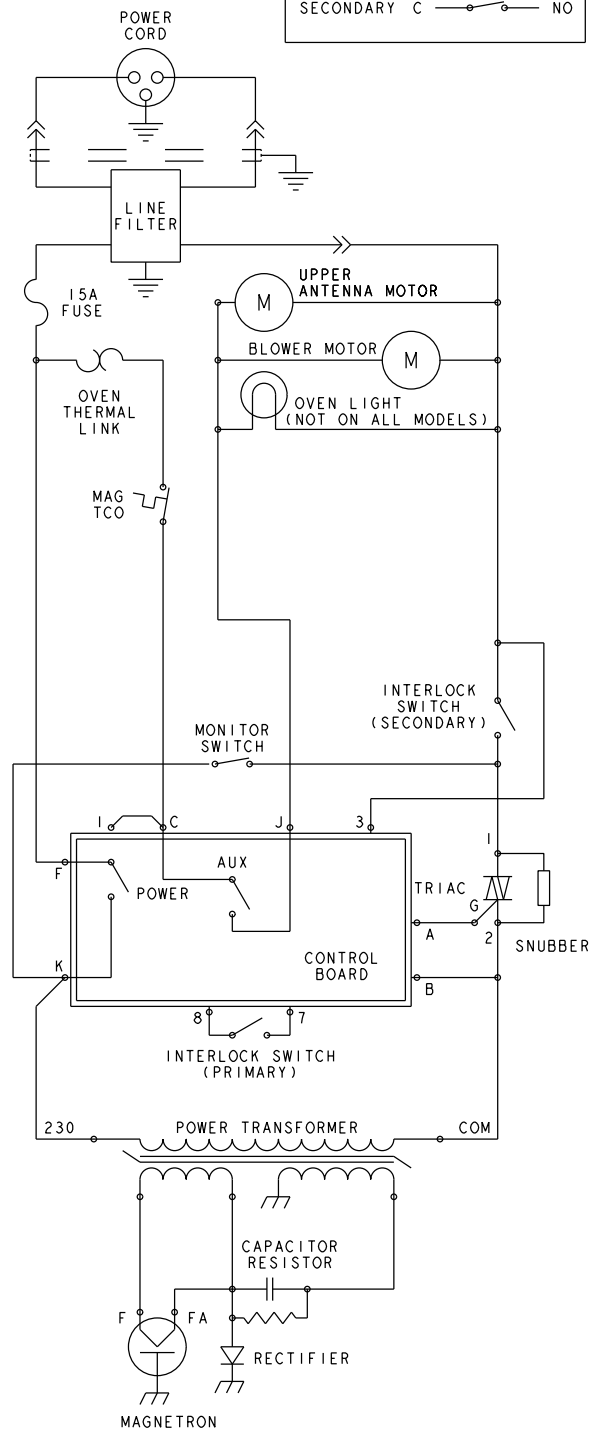 SECONDARY C NO
POWER
CORD
LINE
FILTER
15A
FUSE
UPPER
ANTENNA MOTOR
M
BLOWER MOTOR
M
OVEN
THERMAL
LINK
OVEN LIGHT
(NOT ON ALL MODELS)
MAG
TCO
INTERLOCK
SWITCH
(SECONDARY)
MONITOR
SWITCH
1
C
J
3
1
F
POWER
AUX
TRIAC
G
A
2
SNUBBER
K
CONTROL
BOARD
B
8
7
INTERLOCK SWITCH
(PRIMARY)
230
POWER TRANSFORMER
COM
CAPACITOR
RESISTOR
F
FA
RECTIFIER
MAGNETRON